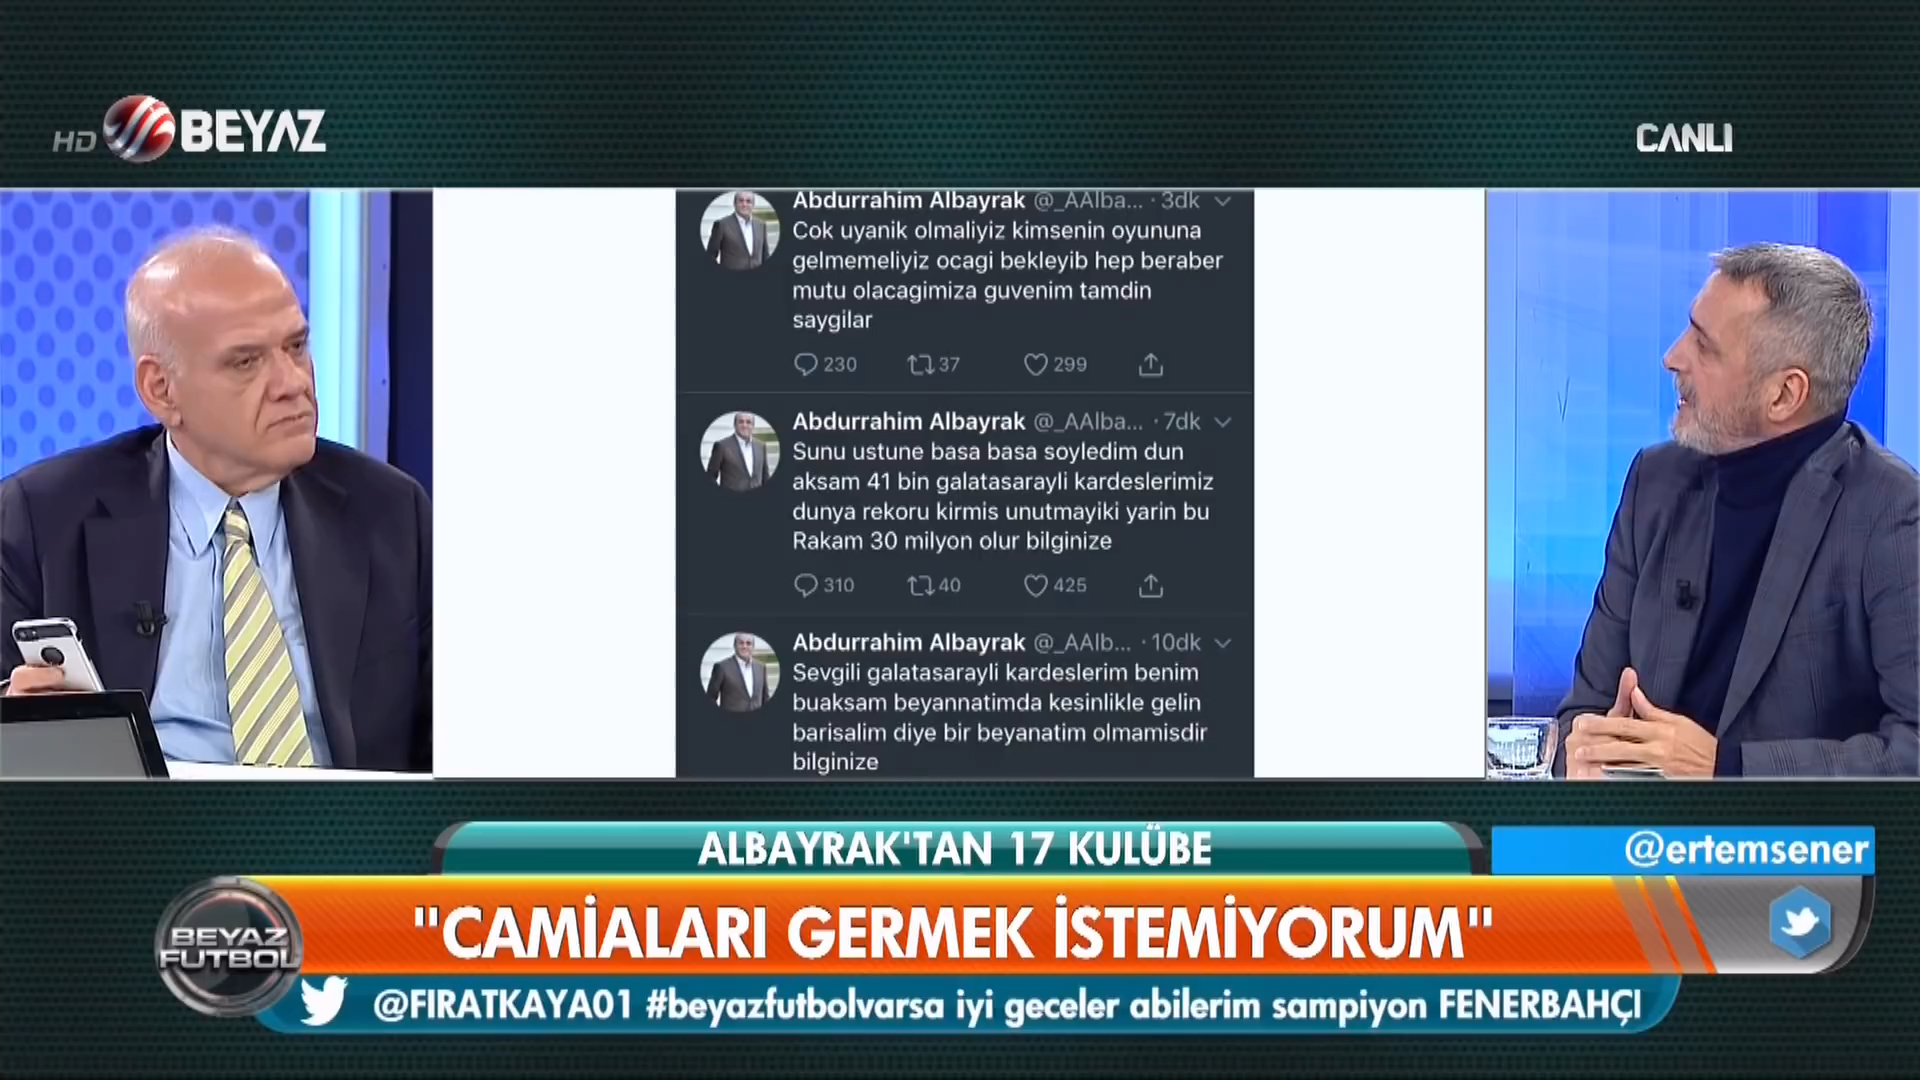 HD BEYAZ
CANLI
Abdurrahim Albayrak @_AAlba... · 3dk
Cok uyanik olmaliyiz kimsenin oyununa
gelmemeliyiz ocagi bekleyib hep beraber
mutu olacagimiza guvenim tamdin
saygilar
230 37 299
Abdurrahim Albayrak @_AAlba... · 7dk
Sunu ustune basa basa soyledim dun
aksam 41 bin galatasarayli kardeslerimiz
dunya rekoru kirmis unutmayiki yarin bu
Rakam 30 milyon olur bilginize
310 40 425
Abdurrahim Albayrak @_AAlb... · 10dk
Sevgili galatasarayli kardeslerim benim
buaksam beyannatimda kesinlikle gelin
barisalim diye bir beyanatim olmamisdir
bilginize
ALBAYRAK'TAN 17 KULÜBE
@ertemsener
"CAMİALARI GERMEK İSTEMİYORUM"
BEYAZ
FUTBOL
@FIRATKAYA01 #beyazfutbolvarsa iyi geceler abilerim sampiyon FENERBAHÇI